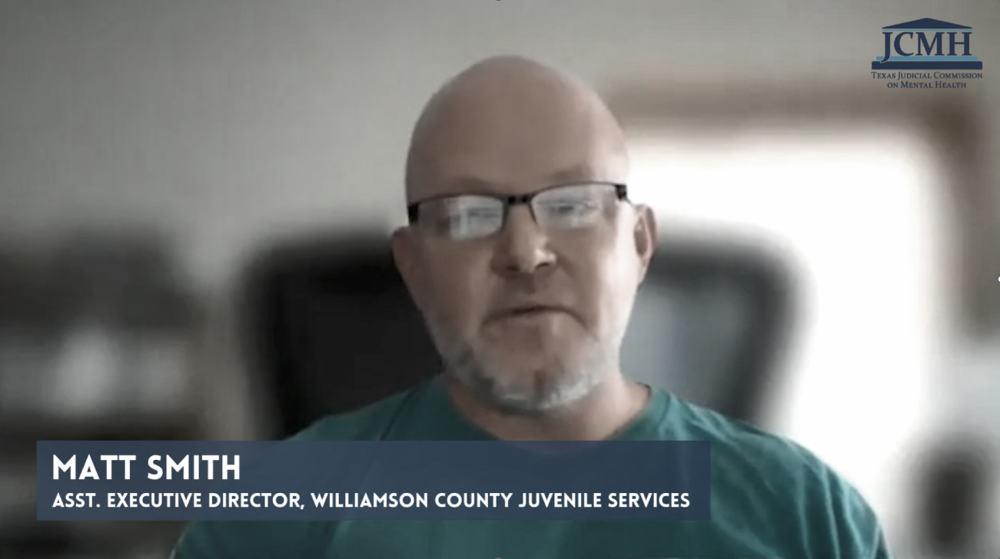 JCMH
TEXAS JUDICIAL COMMISSION
ON MENTAL HEALTH
MATT SMITH
ASST. EXECUTIVE DIRECTOR, WILLIAMSON COUNTY JUVENILE SERVICES